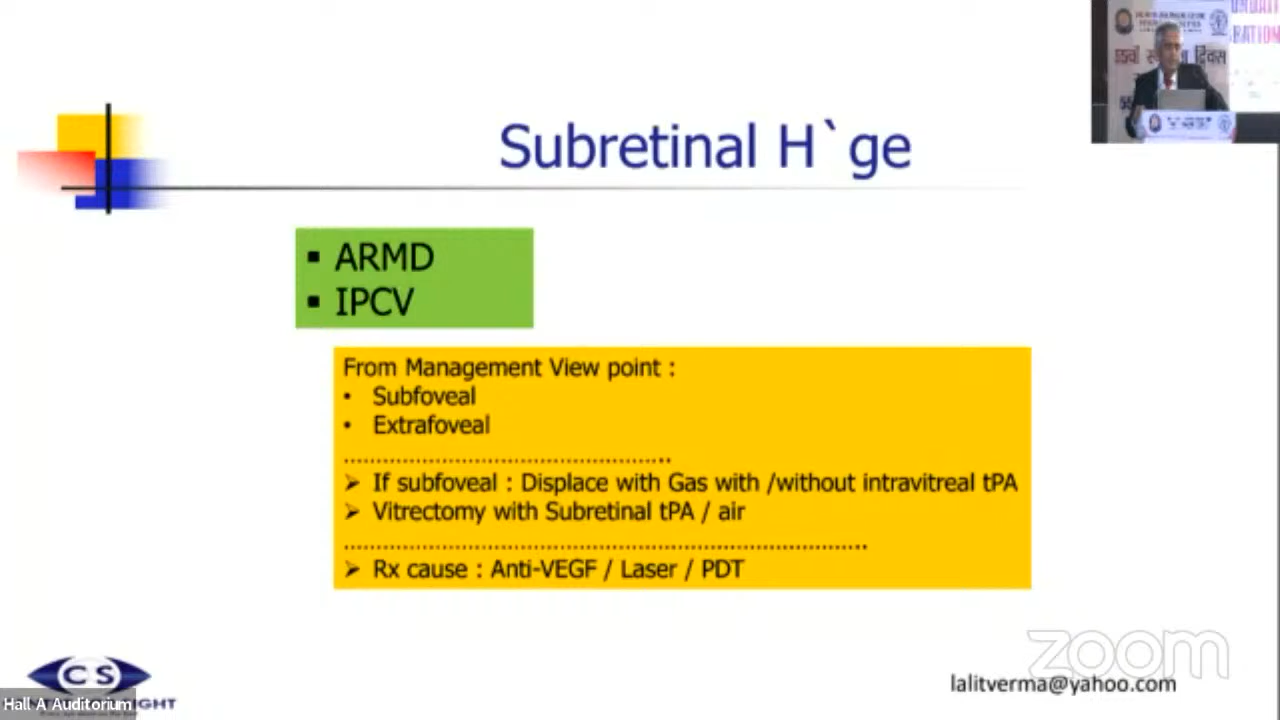 Subretinal H`ge
▪ ARMD
▪ IPCV
From Management View point :
• Subfoveal
• Extrafoveal
................................................
➢ If subfoveal : Displace with Gas with /without intravitreal tPA
➢ Vitrectomy with Subretinal tPA / air
............................................................................
➢ Rx cause : Anti-VEGF / Laser / PDT
zoom
lalitverma@yahoo.com
CS
Hall A Auditorium